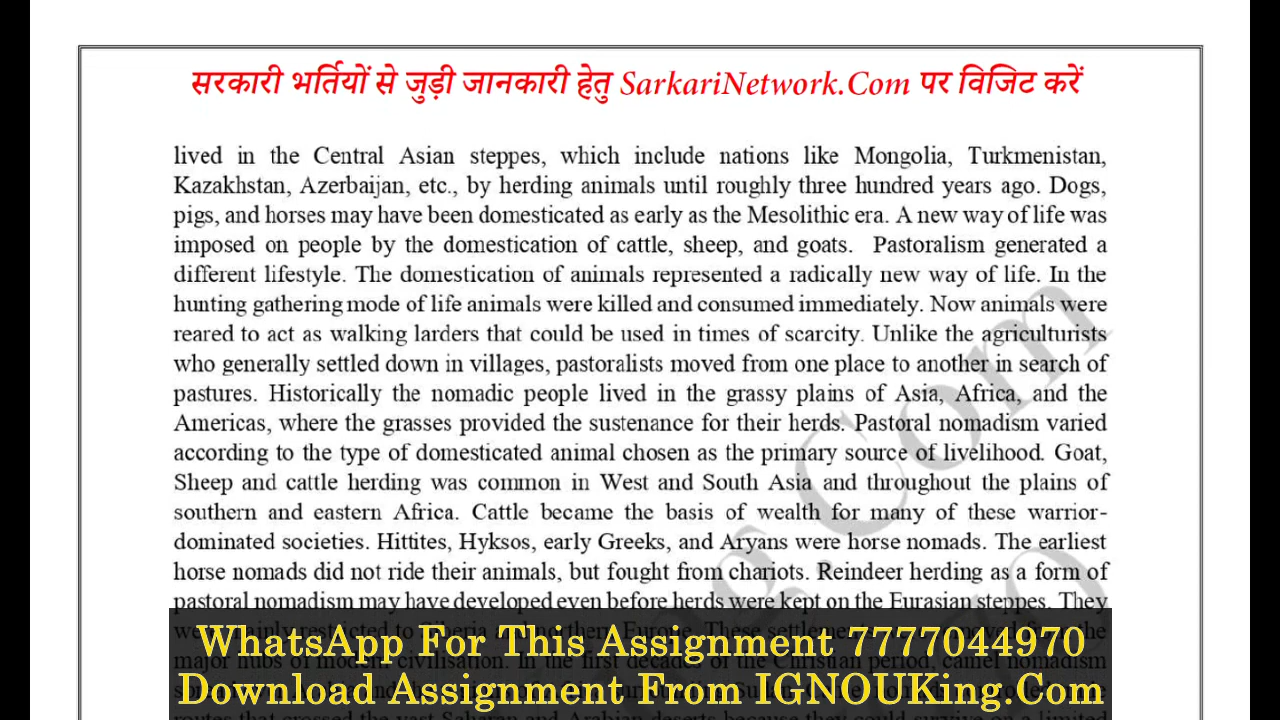 सरकारी भर्तियों से जुड़ी जानकारी हेतु SarkariNetwork.Com पर विजिट करें
lived in the Central Asian steppes, which include nations like Mongolia, Turkmenistan,
Kazakhstan, Azerbaijan, etc., by herding animals until roughly three hundred years ago. Dogs,
pigs, and horses may have been domesticated as early as the Mesolithic era. A new way of life was
imposed on people by the domestication of cattle, sheep, and goats. Pastoralism generated a
different lifestyle. The domestication of animals represented a radically new way of life. In the
hunting gathering mode of life animals were killed and consumed immediately. Now animals were
reared to act as walking larders that could be used in times of scarcity. Unlike the agriculturists
who generally settled down in villages, pastoralists moved from one place to another in search of
pastures. Historically the nomadic people lived in the grassy plains of Asia, Africa, and the
Americas, where the grasses provided the sustenance for their herds. Pastoral nomadism varied
according to the type of domesticated animal chosen as the primary source of livelihood. Goat,
Sheep and cattle herding was common in West and South Asia and throughout the plains of
southern and eastern Africa. Cattle became the basis of wealth for many of these warrior-
dominated societies. Hittites, Hyksos, early Greeks, and Aryans were horse nomads. The earliest
horse nomads did not ride their animals, but fought from chariots. Reindeer herding as a form of
pastoral nomadism may have developed even before herds were kept on the Eurasian steppes. They
WhatsApp For This Assignment 7777044970
Download Assignment From IGNOUKing.Com